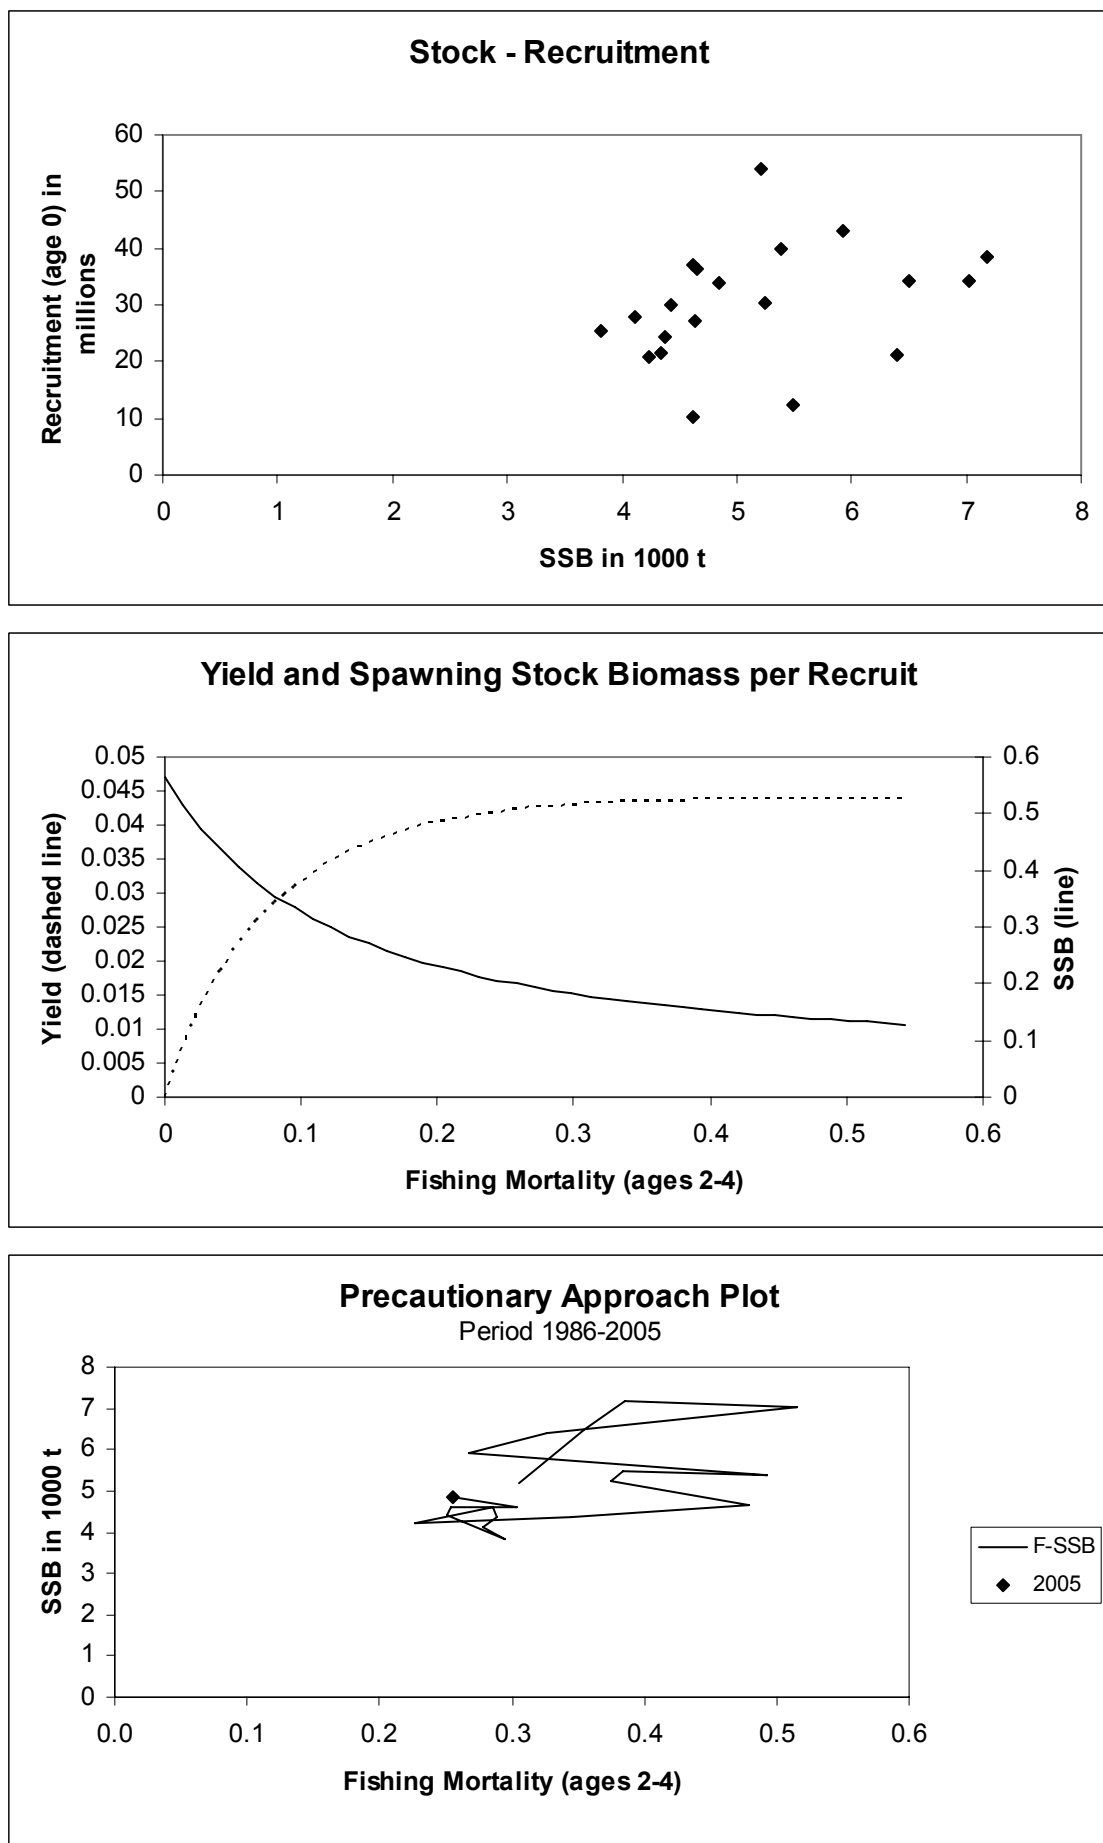 Stock - Recruitment
Recruitment (age 0) in
millions
60
50
40
30
20
10
0
0 1 2 3 4 5 6 7 8
SSB in 1000 t
Yield and Spawning Stock Biomass per Recruit
Yield (dashed line)
0.05
0.045
0.04
0.035
0.03
0.025
0.02
0.015
0.01
0.005
0
0.6
0.5
0.4
0.3
0.2
0.1
0
SSB (line)
0 0.1 0.2 0.3 0.4 0.5 0.6
Fishing Mortality (ages 2-4)
Precautionary Approach Plot
Period 1986-2005
SSB in 1000 t
8
7
6
5
4
3
2
1
0
0.0 0.1 0.2 0.3 0.4 0.5 0.6
Fishing Mortality (ages 2-4)
F-SSB
2005